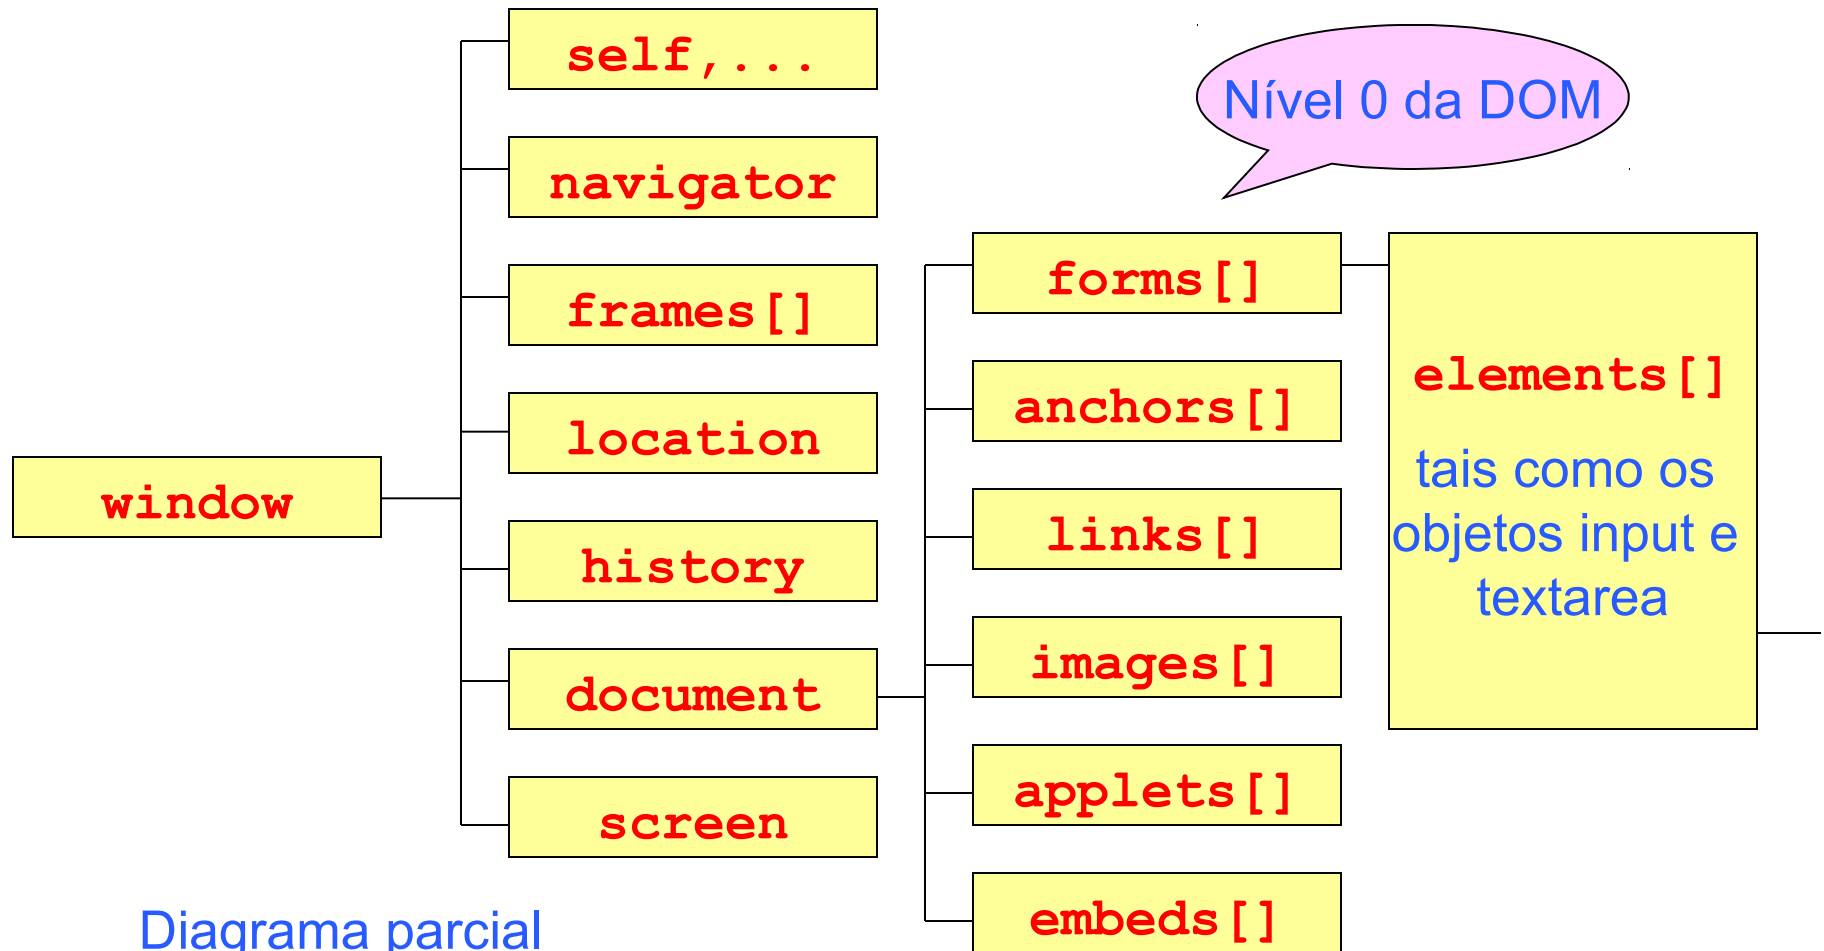 self,...
Nível 0 da DOM
navigator
frames[]
forms[]
elements[]
tais como os
objetos input e
textarea
location
anchors[]
window
history
links[]
document
images[]
screen
applets[]
embeds[]
Diagrama parcial